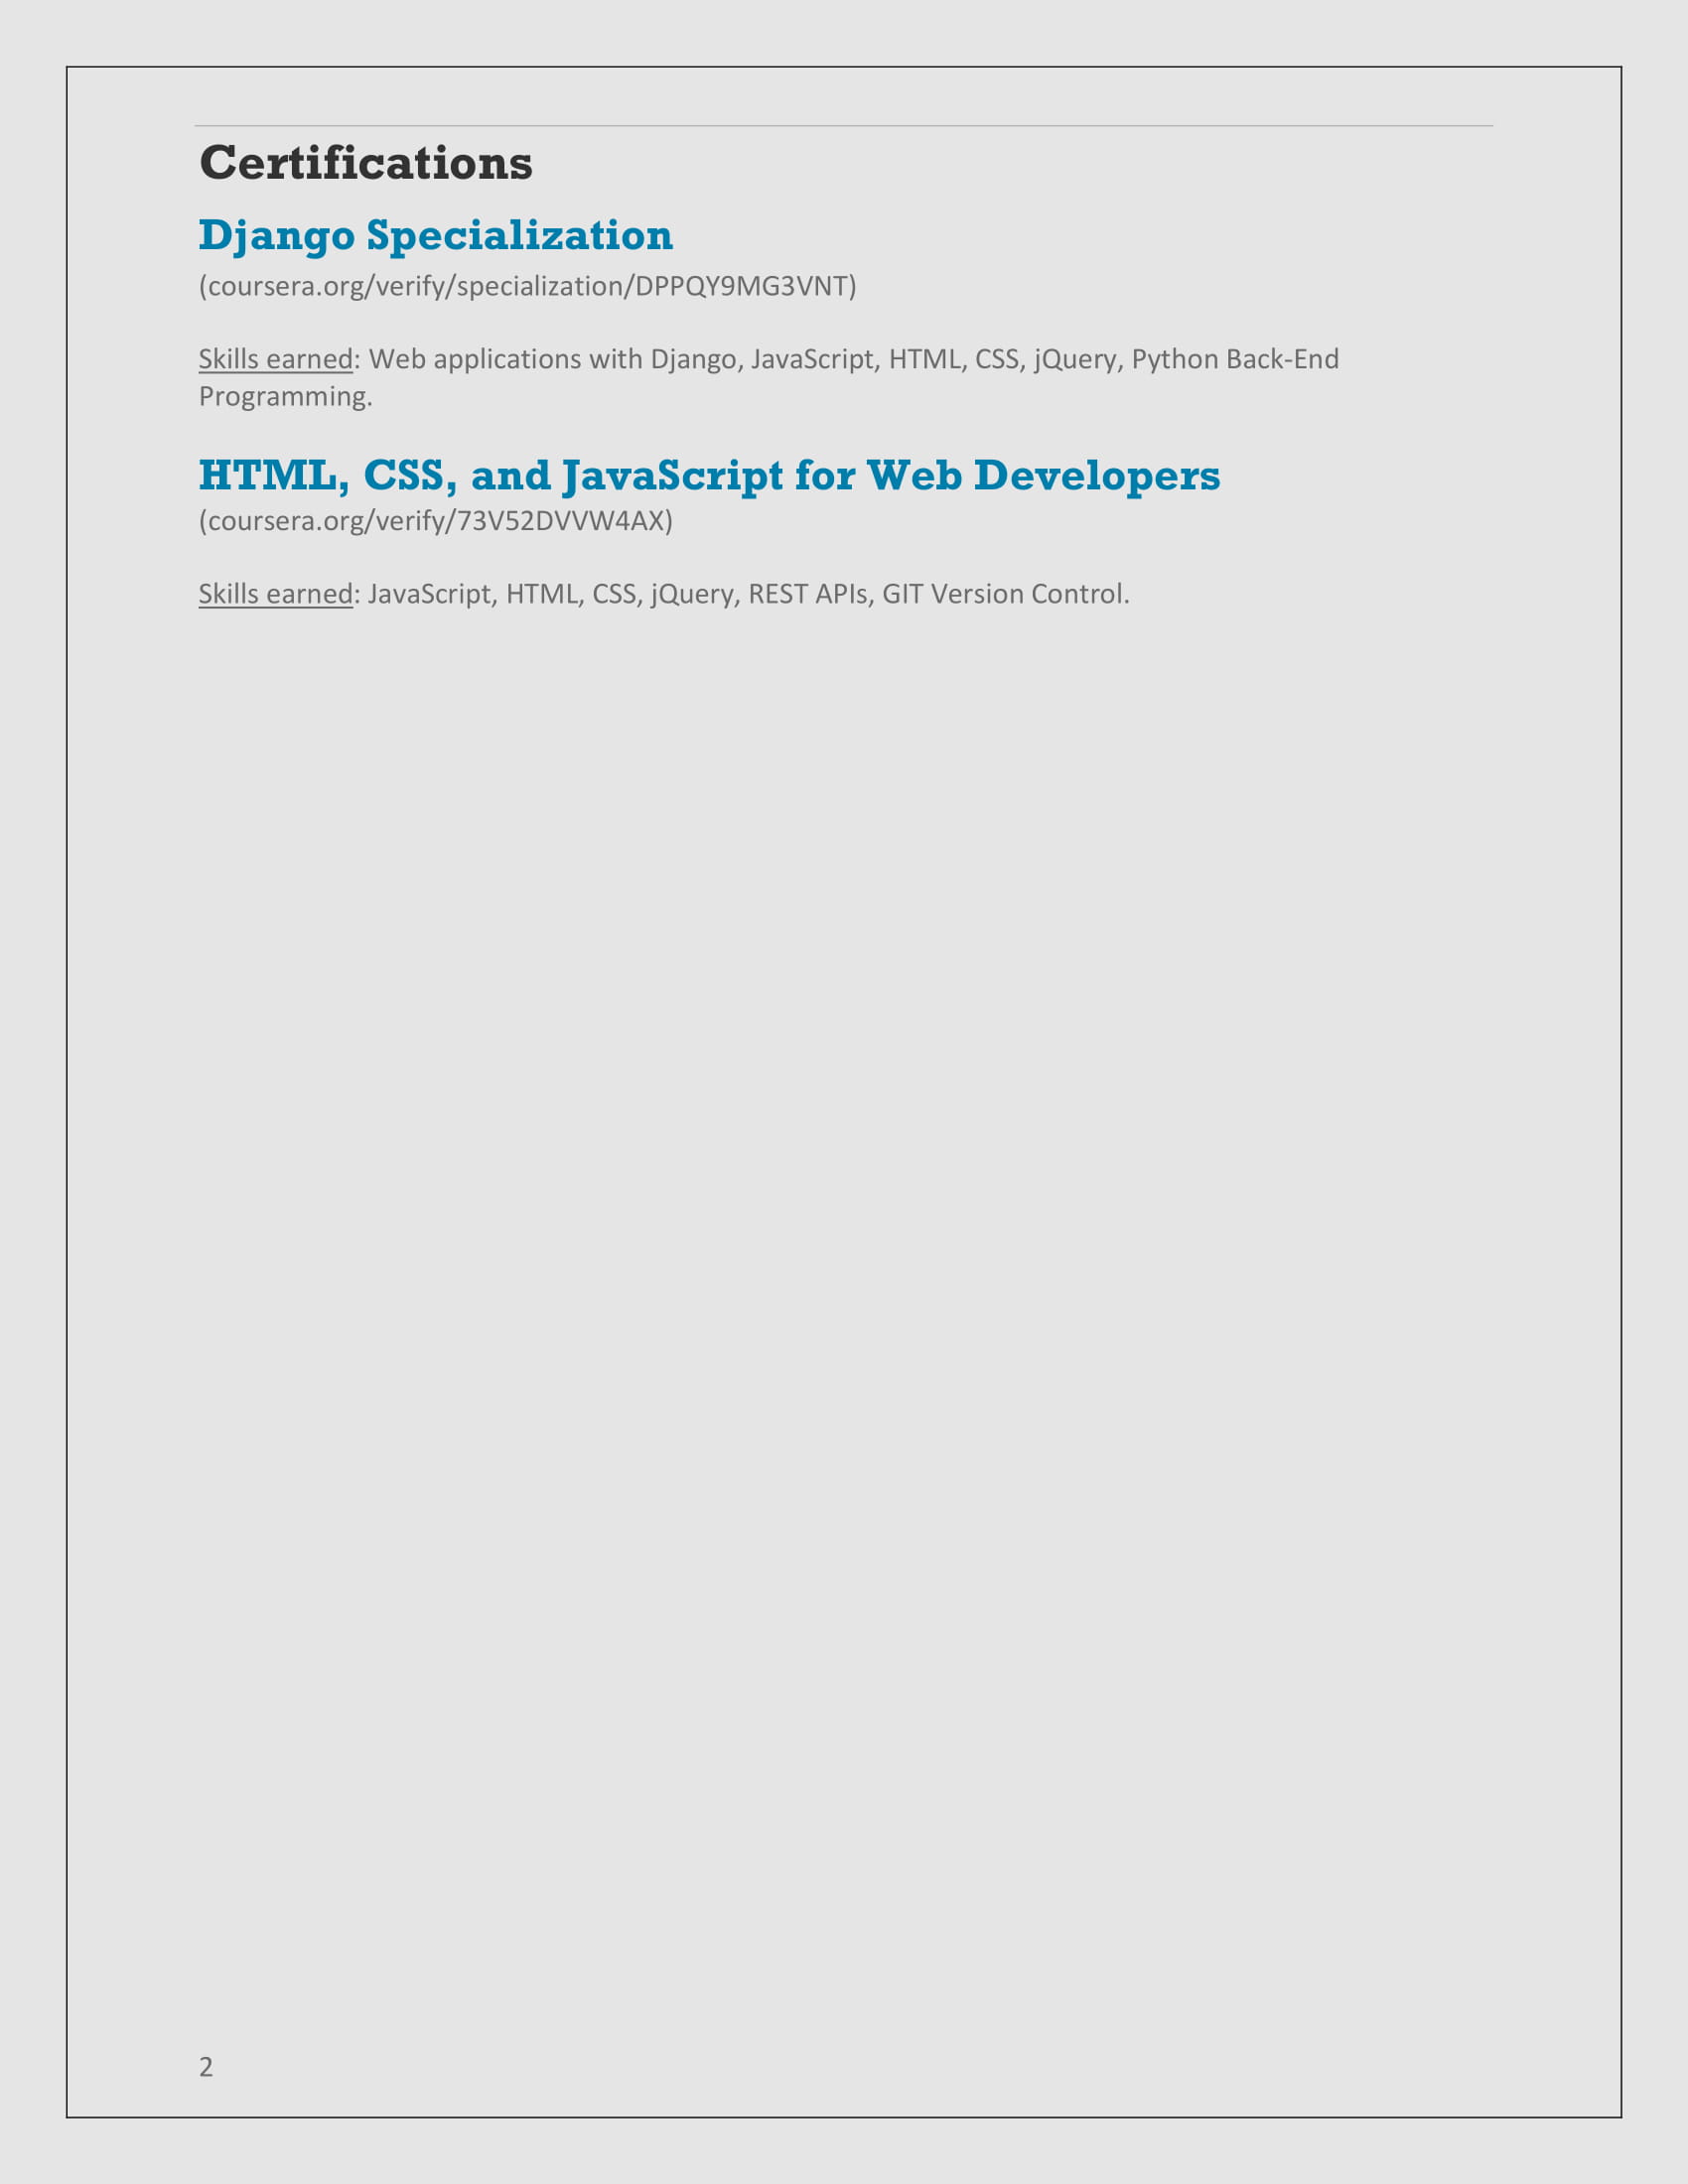 Certifications
Django Specialization
(coursera.org/verify/specialization/DPPQY9MG3VNT)
Skills earned: Web applications with Django, JavaScript, HTML, CSS, jQuery, Python Back-End
Programming.
HTML, CSS, and JavaScript for Web Developers
(coursera.org/verify/73V52DVVW4AX)
Skills earned: JavaScript, HTML, CSS, jQuery, REST APIs, GIT Version Control.
2